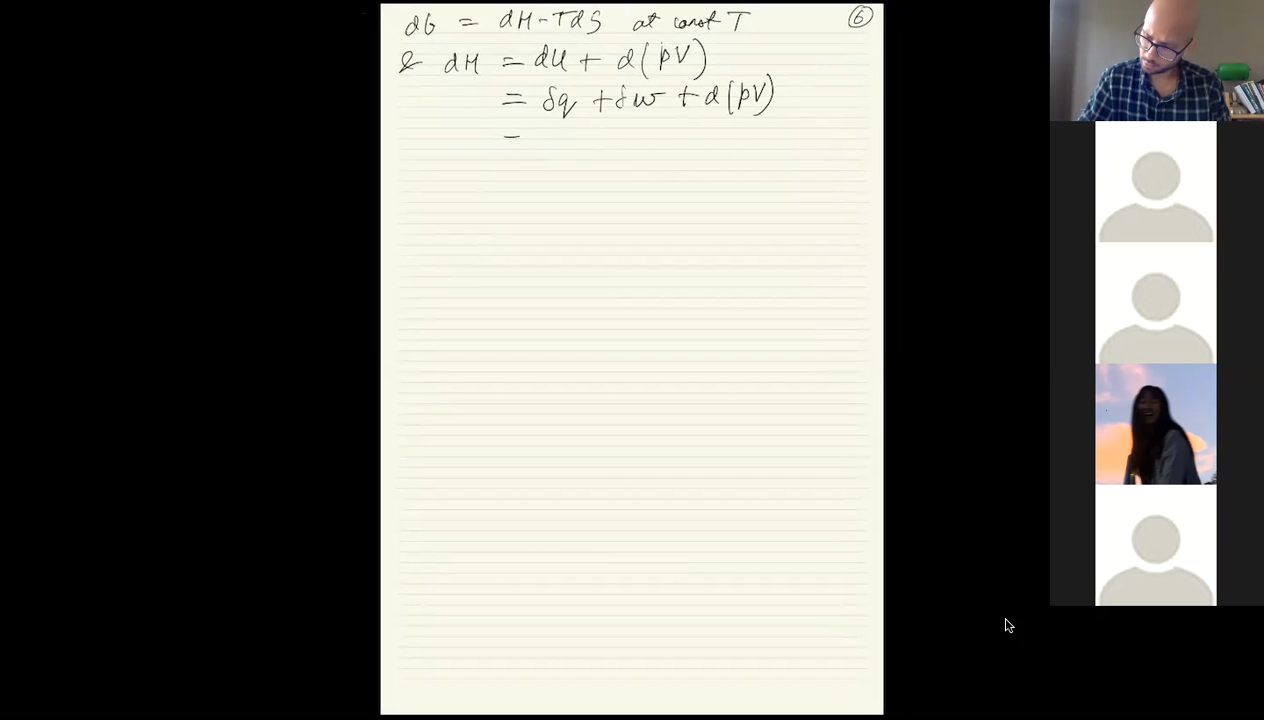 dG = dH - TdS at const T ⑥
& dH = dU + d(pV)
= δq + δw + d(pV)
=